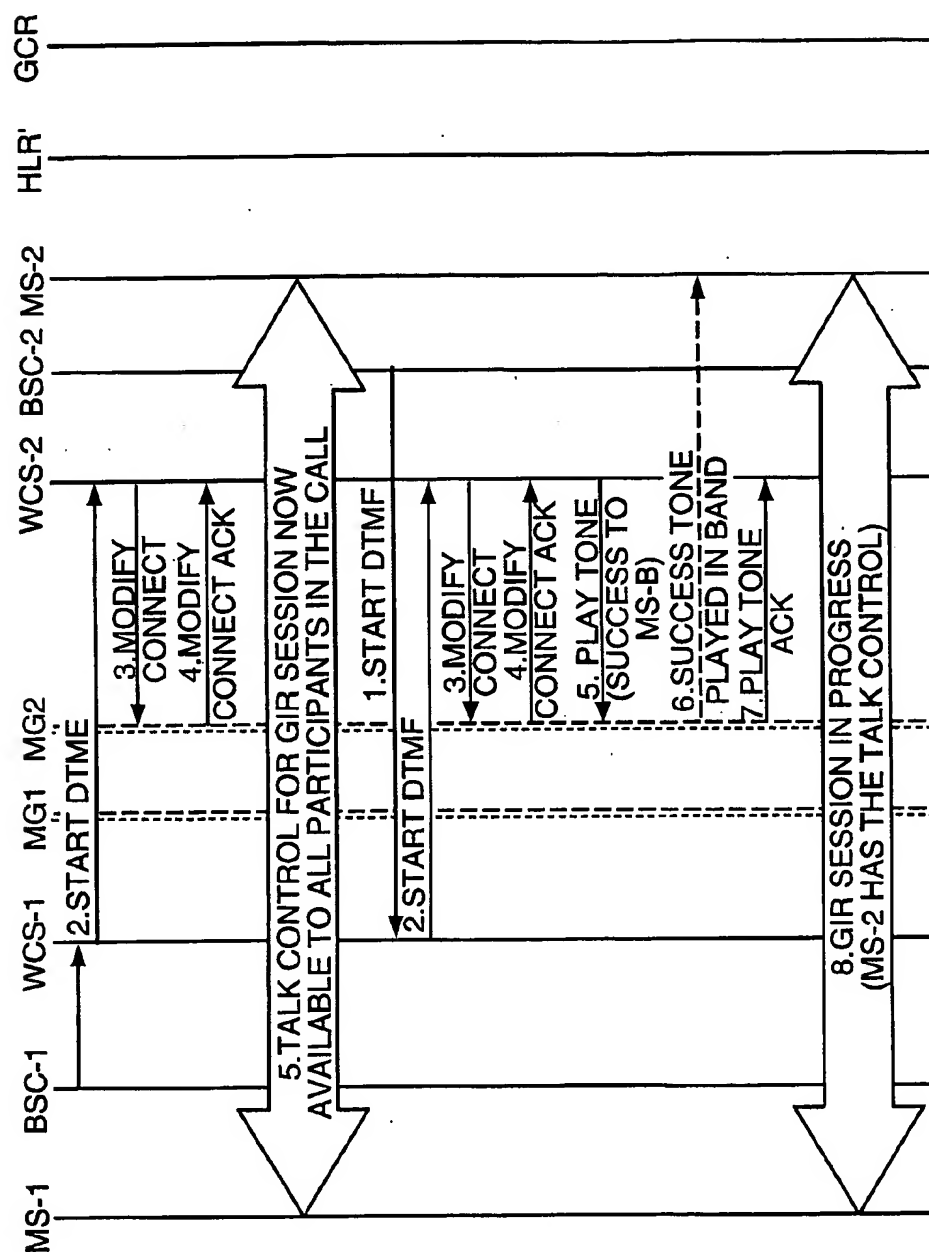 MS-1
BSC-1
WCS-1
MG1
MG2
WCS-2
BSC-2
MS-2
HLR'
GCR
2.START DTME
3.MODIFY
CONNECT
4.MODIFY
CONNECT ACK
5.TALK CONTROL FOR GIR SESSION NOW
AVAILABLE TO ALL PARTICIPANTS IN THE CALL
1.START DTMF
2.START DTMF
3.MODIFY
CONNECT
4.MODIFY
CONNECT ACK
5. PLAY TONE
(SUCCESS TO
MS-B)
6.SUCCESS TONE
PLAYED IN BAND
7.PLAY TONE
ACK
8.GIR SESSION IN PROGRESS
(MS-2 HAS THE TALK CONTROL)